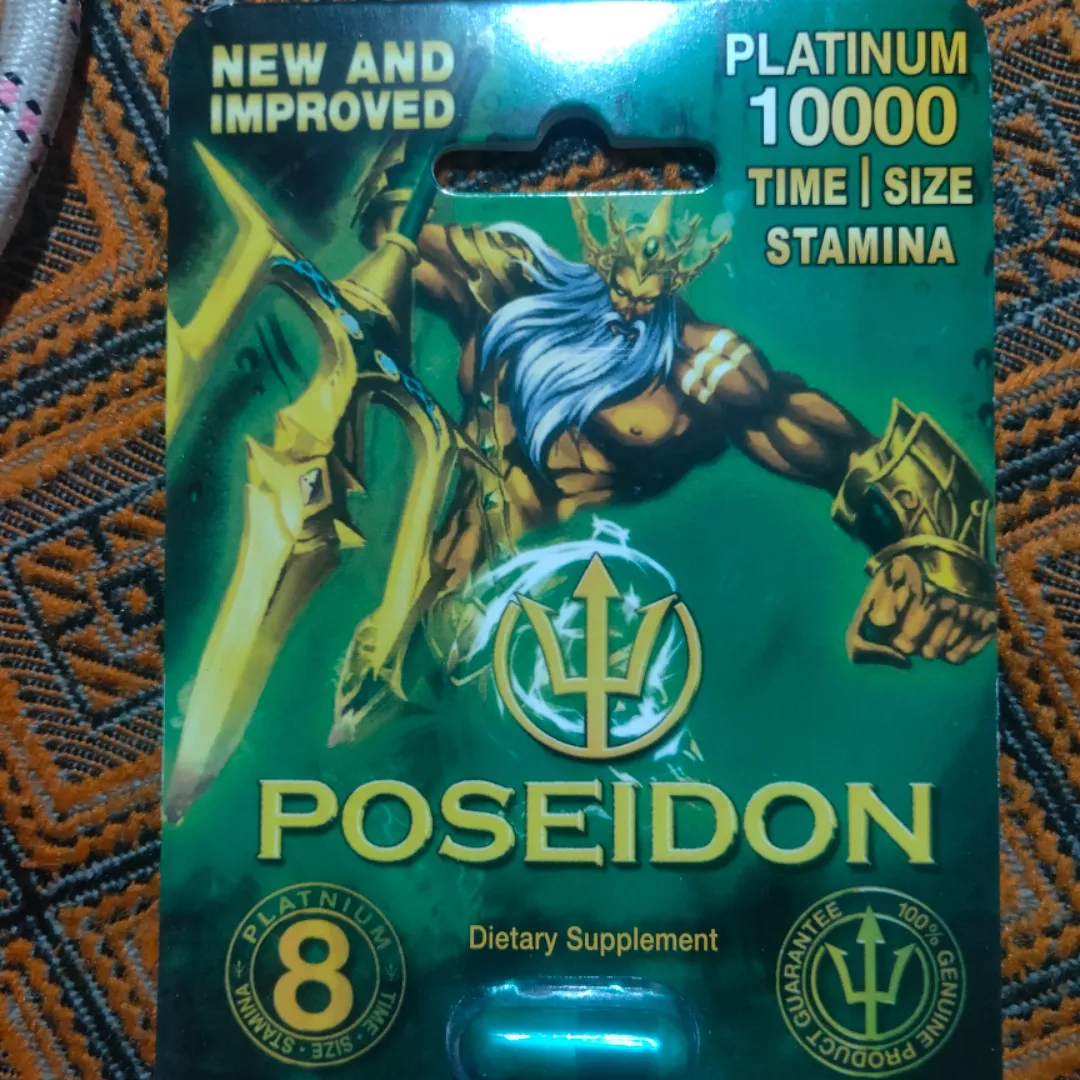 NEW AND
IMPROVED
PLATINUM
10000
TIME | SIZE
STAMINA
POSEIDON
PLATNIUM
8
TIME • SIZE • STAMINA
Dietary Supplement
100% GENUINE PRODUCT GUARANTEE